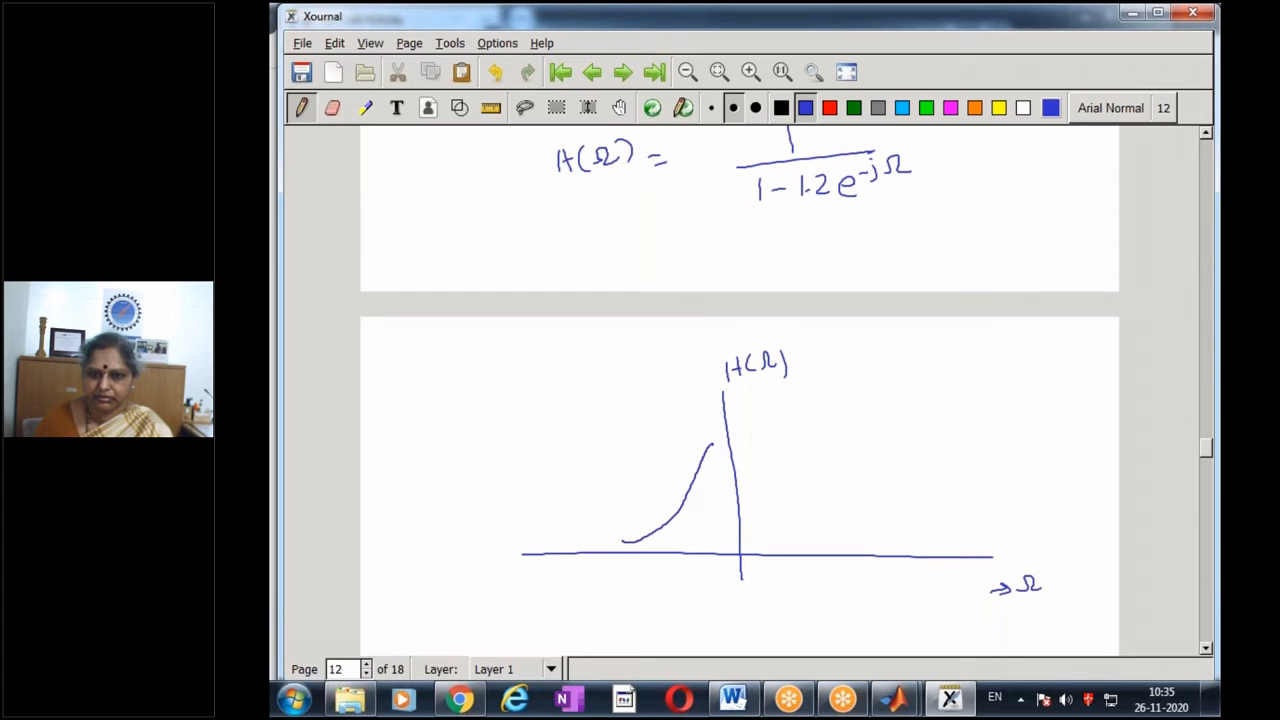 Xournal
File Edit View Page Tools Options Help
Arial Normal 12
H(Ω) = 1
1 - 1.2 e^-jΩ
H(Ω)
→ Ω
Page 12 of 18 Layer: Layer 1
EN
10:35
26-11-2020